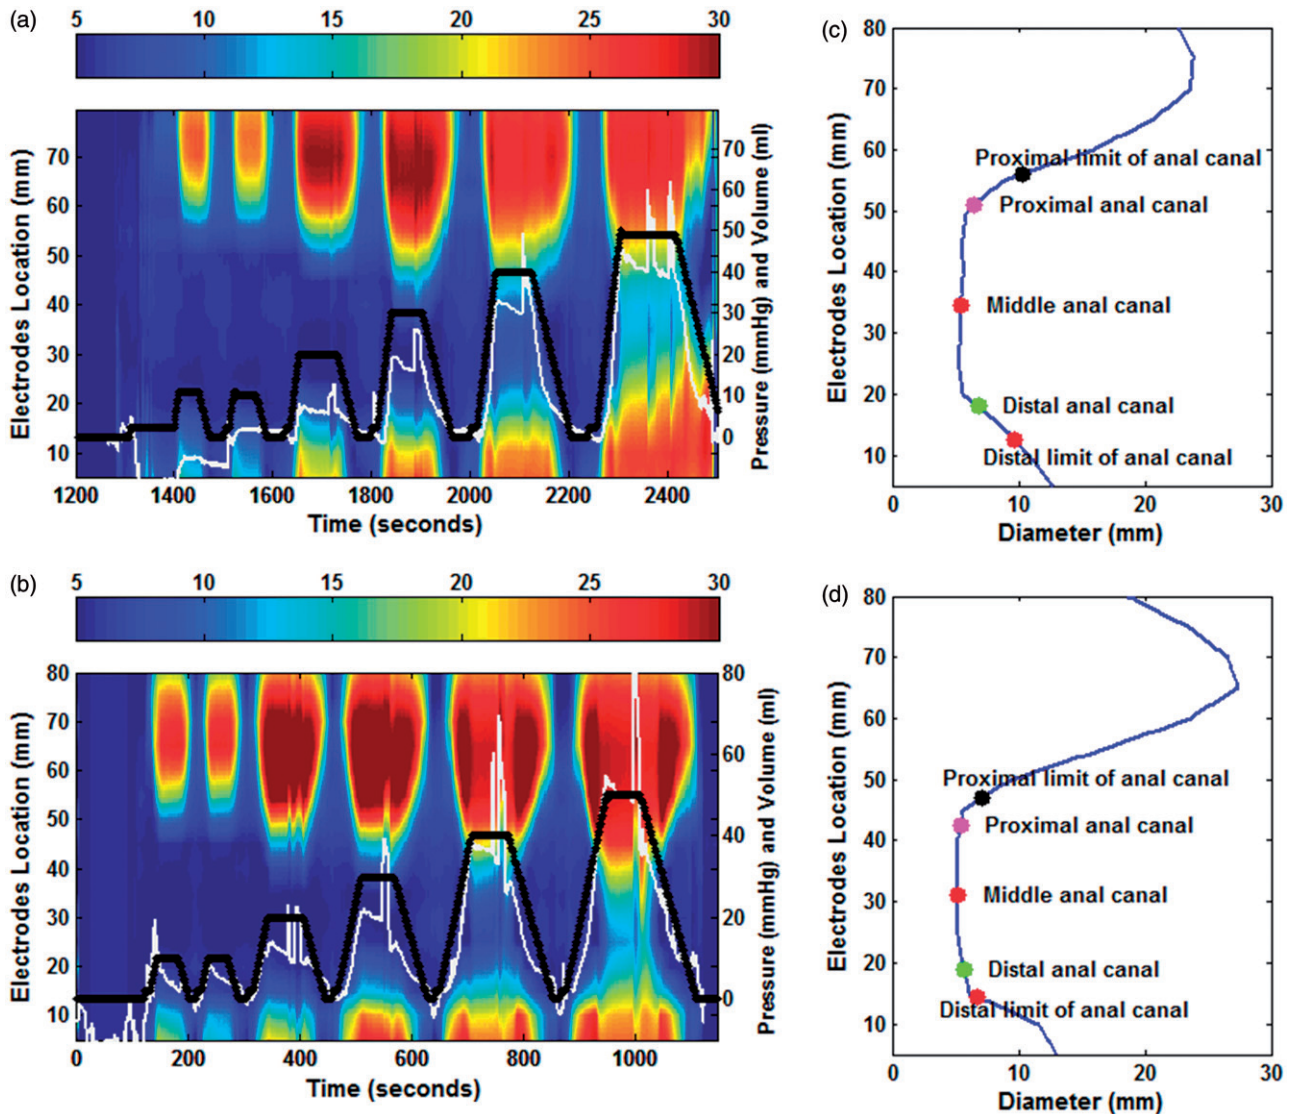 (a)
5 10 15 20 25 30
Electrodes Location (mm)
70
60
50
40
30
20
10
1200 1400 1600 1800 2000 2200 2400
Time (seconds)
70
60
50
40
30
20
10
0
Pressure (mmHg) and Volume (ml)
(c)
Electrodes Location (mm)
80
70
60
50
40
30
20
10
Proximal limit of anal canal
Proximal anal canal
Middle anal canal
Distal anal canal
Distal limit of anal canal
0 10 20 30
Diameter (mm)
(b)
5 10 15 20 25 30
Electrodes Location (mm)
80
70
60
50
40
30
20
10
0 200 400 600 800 1000
Time (seconds)
80
60
40
20
0
Pressure (mmHg) and Volume (ml)
(d)
Electrodes Location (mm)
80
70
60
50
40
30
20
10
Proximal limit of anal canal
Proximal anal canal
Middle anal canal
Distal anal canal
Distal limit of anal canal
0 10 20 30
Diameter (mm)